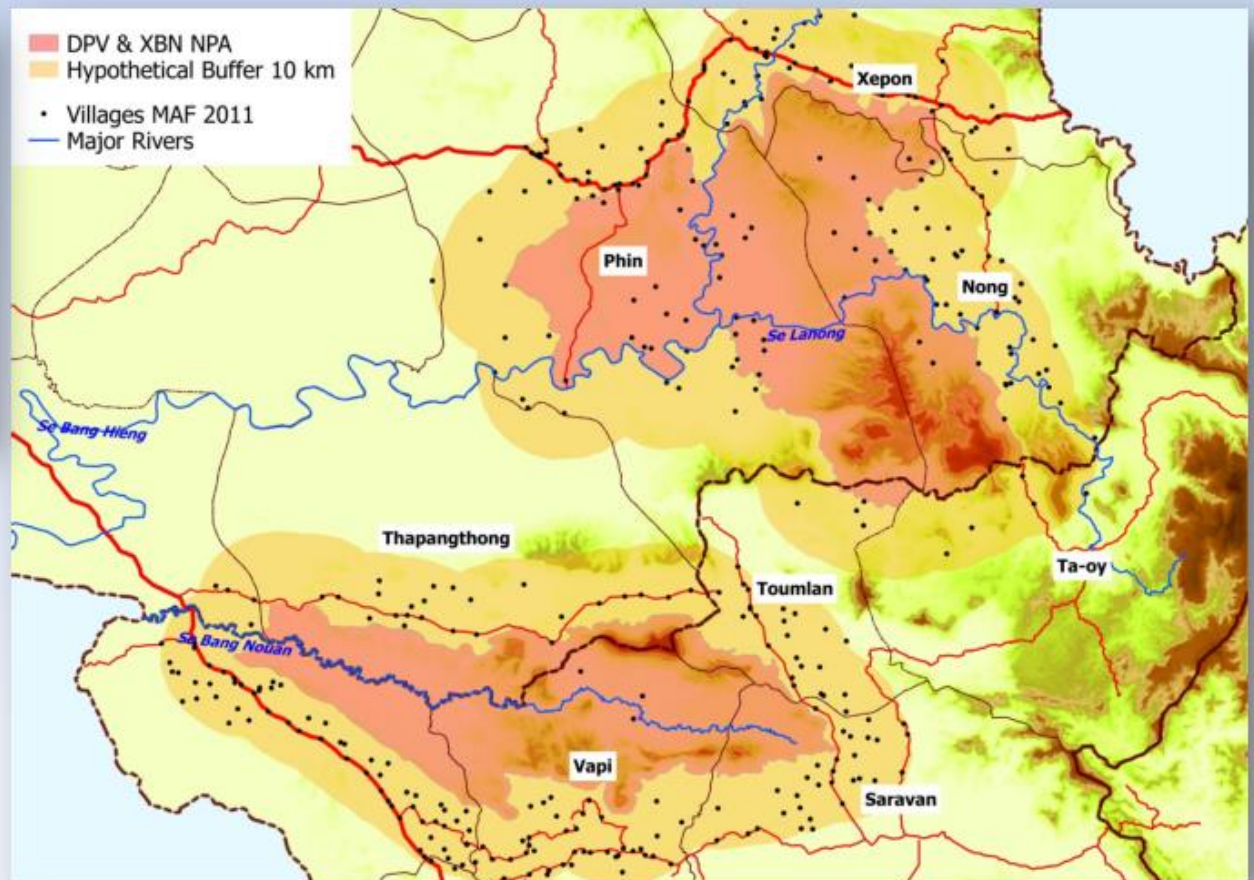 DPV & XBN NPA
Hypothetical Buffer 10 km
Villages MAF 2011
Major Rivers
Xepon
Phin
Nong
Se Lanong
Se Bang Hieng
Thapangthong
Ta-oy
Toumlan
Se Bang Nouan
Vapi
Saravan